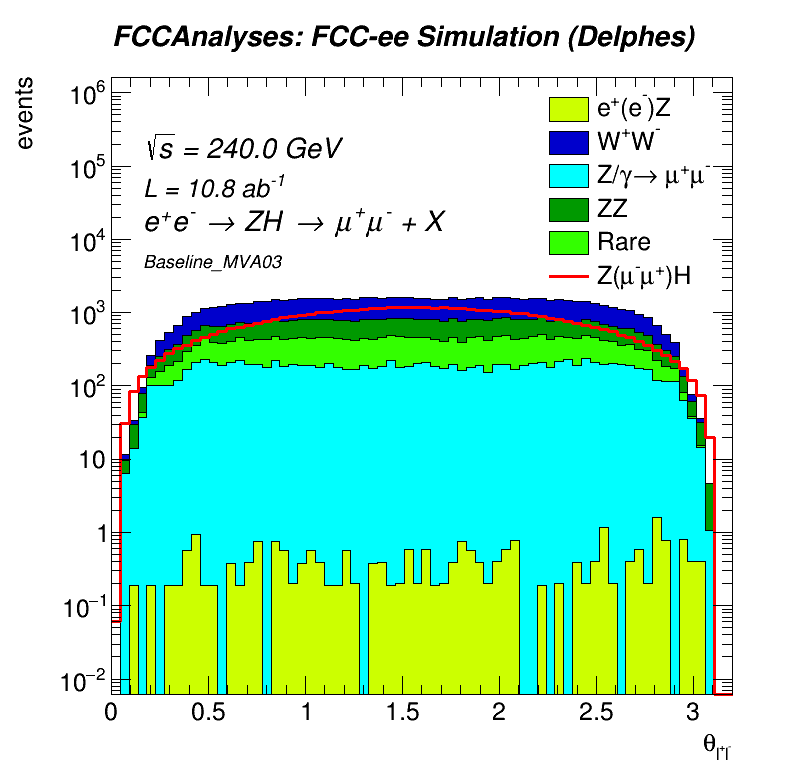 FCCAnalyses: FCC-ee Simulation (Delphes)
events
10⁶
10⁵
10⁴
10³
10²
10
1
10⁻¹
10⁻²
√s = 240.0 GeV
L = 10.8 ab⁻¹
e⁺e⁻ → ZH → μ⁺μ⁻ + X
Baseline_MVA03
e⁺(e⁻)Z
W⁺W⁻
Z/γ→ μ⁺μ⁻
ZZ
Rare
Z(μ⁻μ⁺)H
0 0.5 1 1.5 2 2.5 3
θ_l⁺l⁻